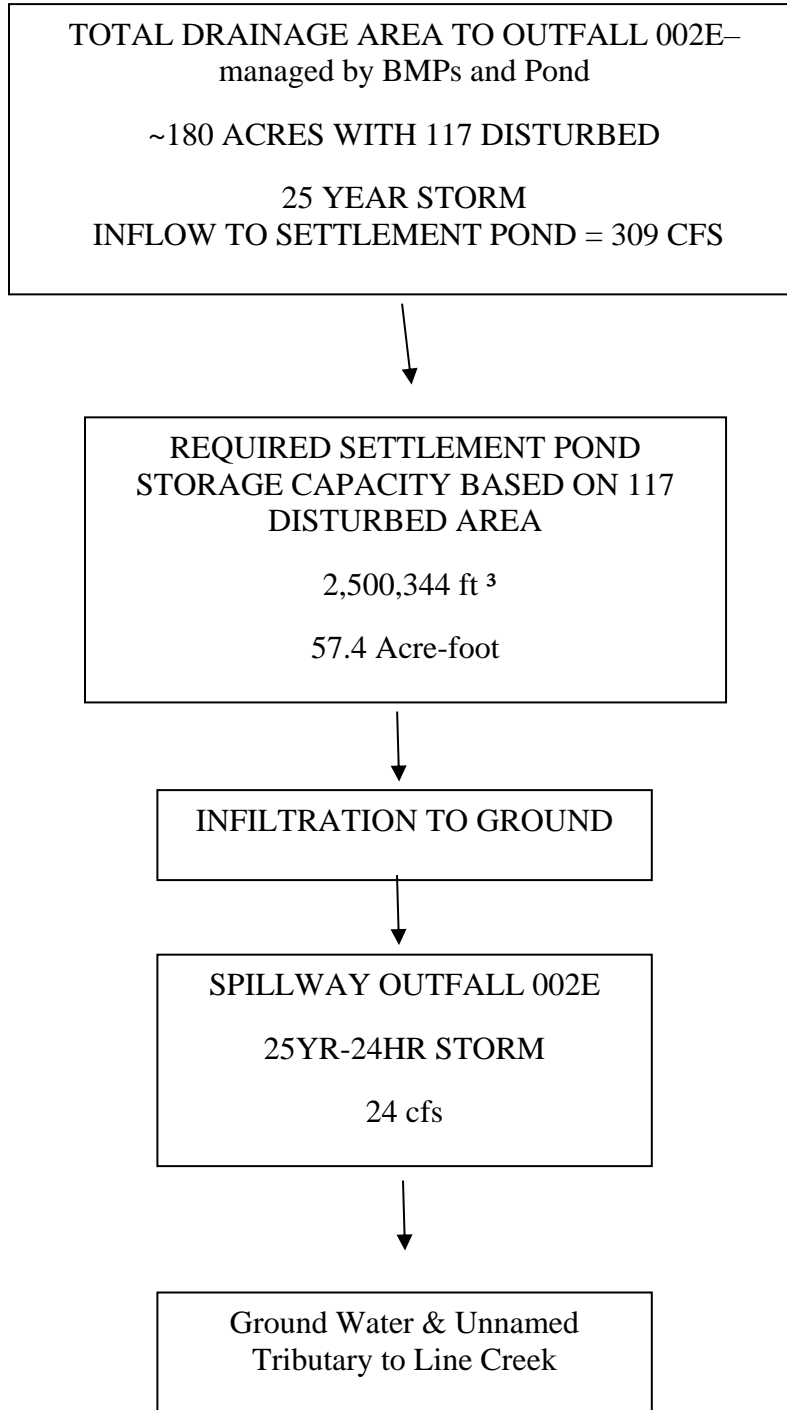 TOTAL DRAINAGE AREA TO OUTFALL 002E–
managed by BMPs and Pond
~180 ACRES WITH 117 DISTURBED
25 YEAR STORM
INFLOW TO SETTLEMENT POND = 309 CFS
REQUIRED SETTLEMENT POND
STORAGE CAPACITY BASED ON 117
DISTURBED AREA
2,500,344 ft ³
57.4 Acre-foot
INFILTRATION TO GROUND
SPILLWAY OUTFALL 002E
25YR-24HR STORM
24 cfs
Ground Water & Unnamed
Tributary to Line Creek